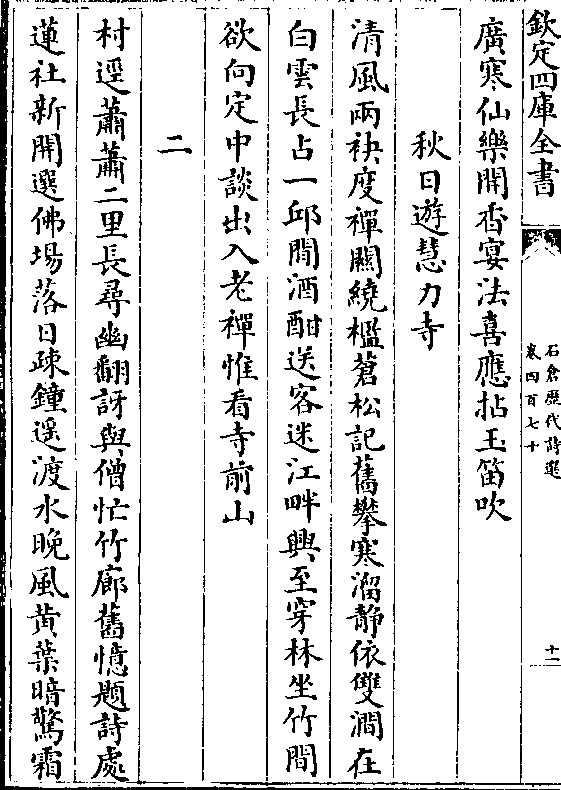 欽定四庫全書
石倉歴代詩選
卷四百七十
十一
廣寒仙樂開香宴法喜應拈玉笛吹
秋日遊慧力寺
清風兩袂度禪關繞檻蒼松記舊攀寒溜靜依雙澗在
白雲長占一邱閒酒酣送客迷江畔興至穿林坐竹間
欲向定中談出入老禪惟看寺前山
二
村逕蕭蕭二里長尋幽翻訝與僧忙竹廊舊憶題詩處
蓮社新開選佛場落日疎鐘遥渡水晚風黄葉暗驚霜